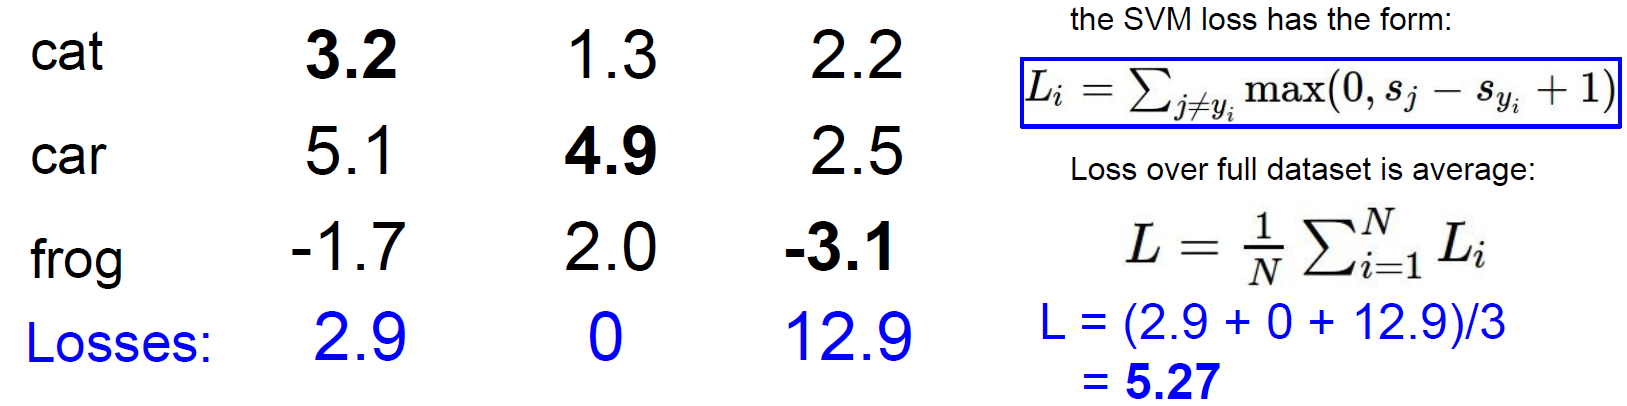 cat 3.2 1.3 2.2
car 5.1 4.9 2.5
frog -1.7 2.0 -3.1
Losses: 2.9 0 12.9
the SVM loss has the form:
L_i = ∑_{j≠y_i} max(0, s_j − s_{y_i} + 1)
Loss over full dataset is average:
L = \frac{1}{N} ∑_{i=1}^{N} L_i
L = (2.9 + 0 + 12.9)/3
= 5.27